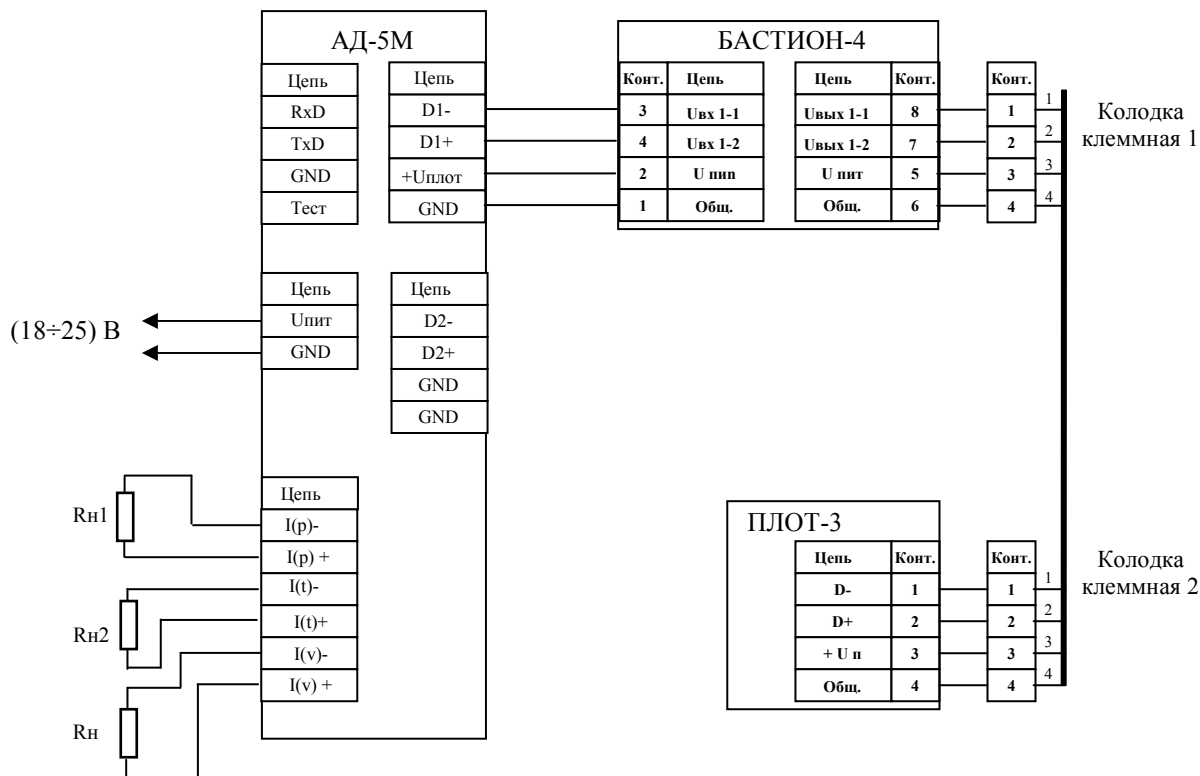 АД-5М
Цепь
RxD
TxD
GND
Тест
Цепь
D1-
D1+
+Uплот
GND
БАСТИОН-4
Конт. Цепь
3 Uвх 1-1
4 Uвх 1-2
2 U пип
1 Общ.
Цепь Конт.
Uвых 1-1 8
Uвых 1-2 7
U пит 5
Общ. 6
Конт.
1
2
3
4
1
2
3
4
Колодка
клеммная 1
(18÷25) В
Цепь
Uпит
GND
Цепь
D2-
D2+
GND
GND
Rн1
Rн2
Rн
Цепь
I(p)-
I(p) +
I(t)-
I(t)+
I(v)-
I(v) +
ПЛОТ-3
Цепь Конт.
D- 1
D+ 2
+ U п 3
Общ. 4
Конт.
1
2
3
4
1
2
3
4
Колодка
клеммная 2